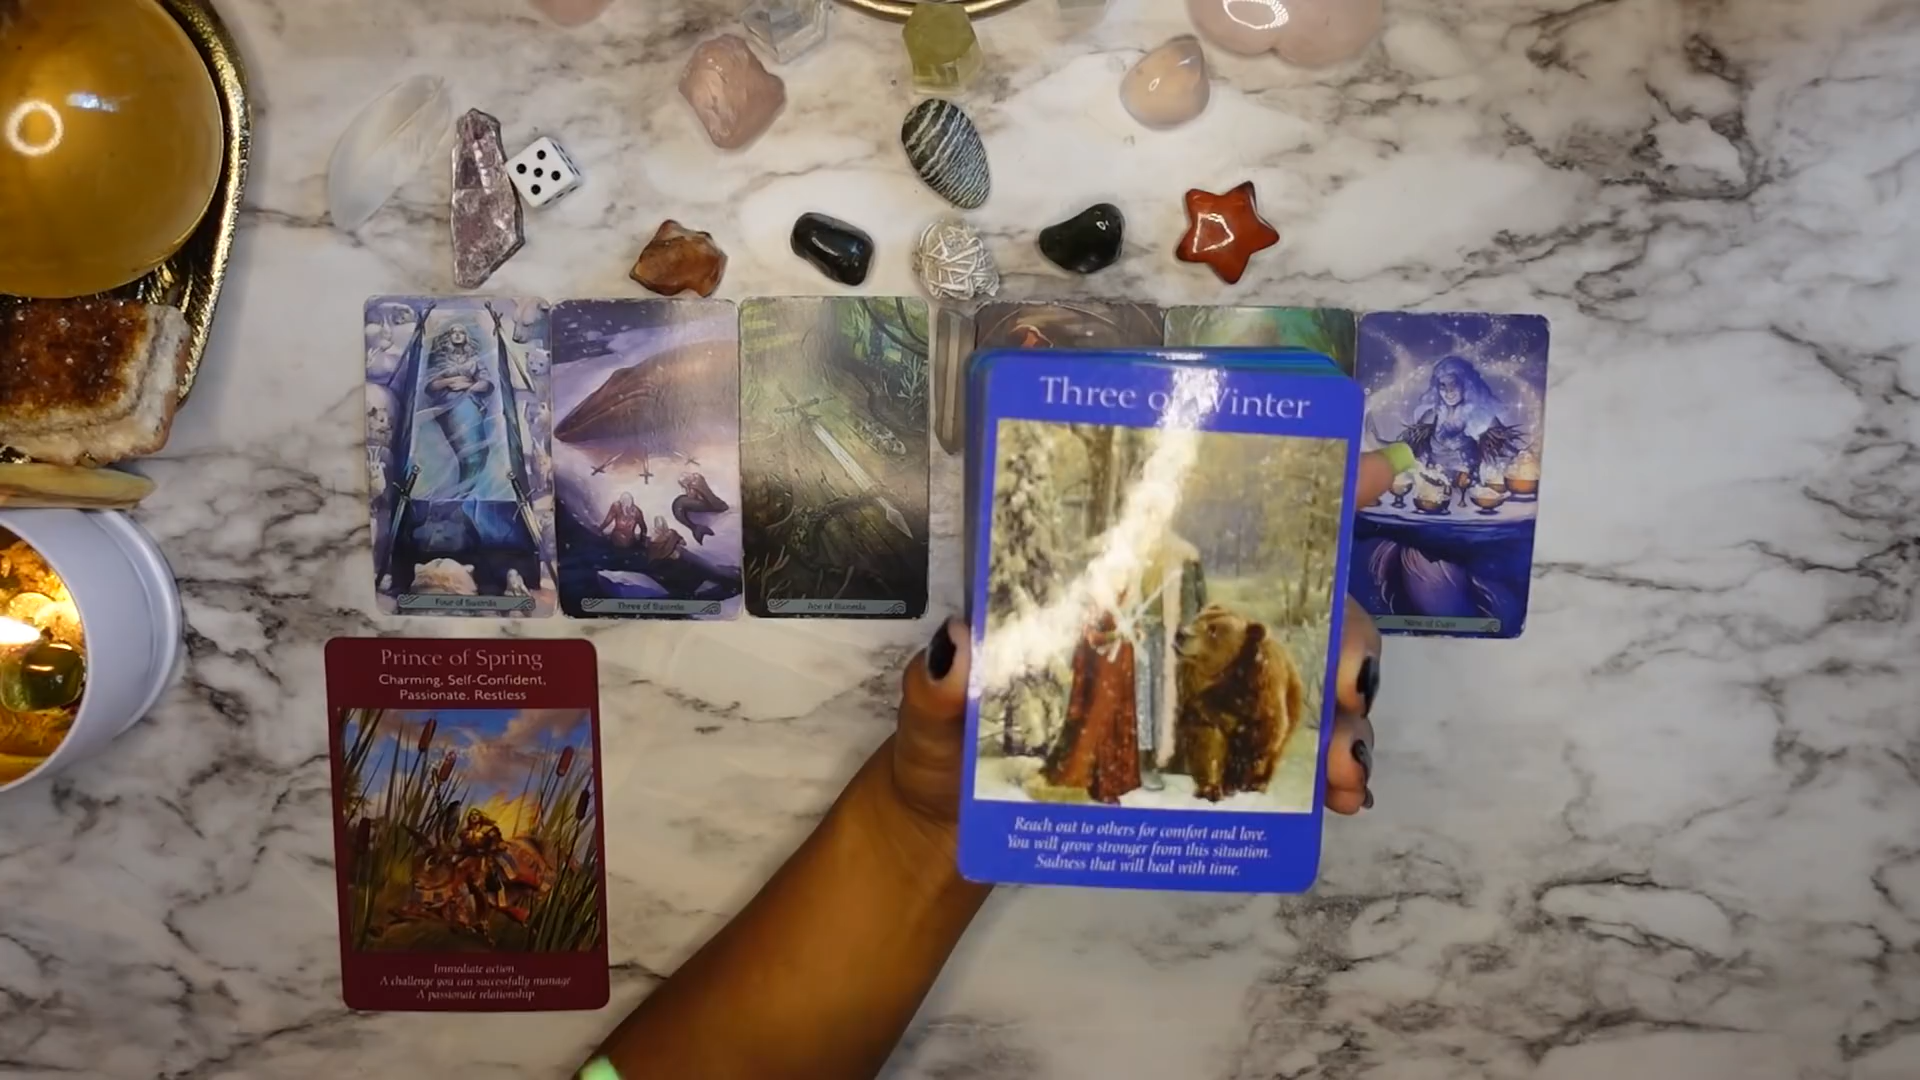 Three of Winter
Four of Swords
Three of Swords
Ace of Swords
Nine of Cups
Prince of Spring
Charming, Self-Confident,
Passionate, Restless
Reach out to others for comfort and love.
You will grow stronger from this situation.
Sadness that will heal with time.
Immediate action
A challenge you can successfully manage
A passionate relationship